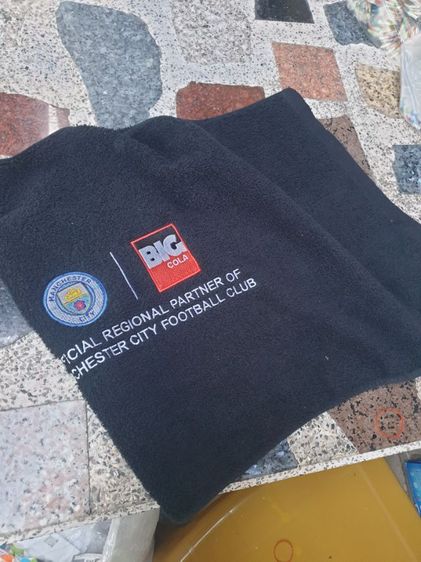 MANCHESTER
CITY
BIG
COLA
FICIAL REGIONAL PARTNER OF
CHESTER CITY FOOTBALL CLUB